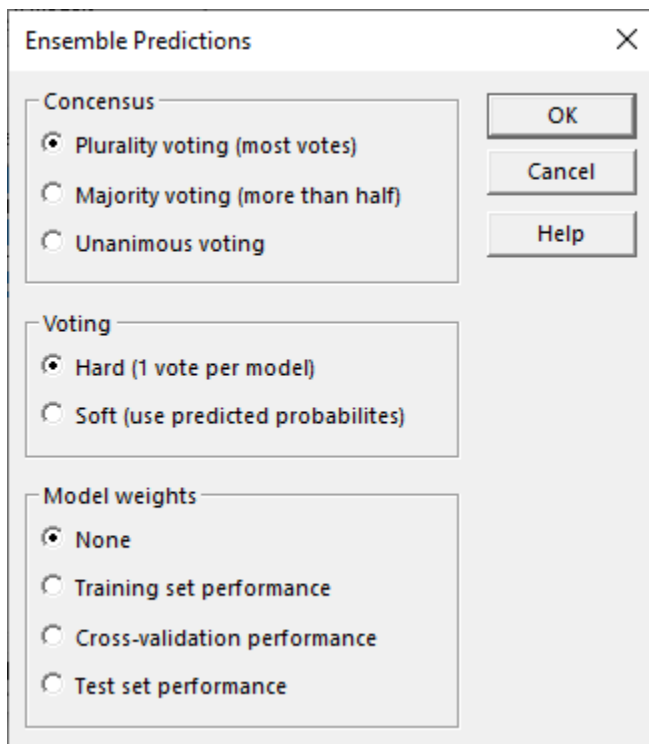 Ensemble Predictions
Concensus
Plurality voting (most votes)
Majority voting (more than half)
Unanimous voting
OK
Cancel
Help
Voting
Hard (1 vote per model)
Soft (use predicted probabilites)
Model weights
None
Training set performance
Cross-validation performance
Test set performance